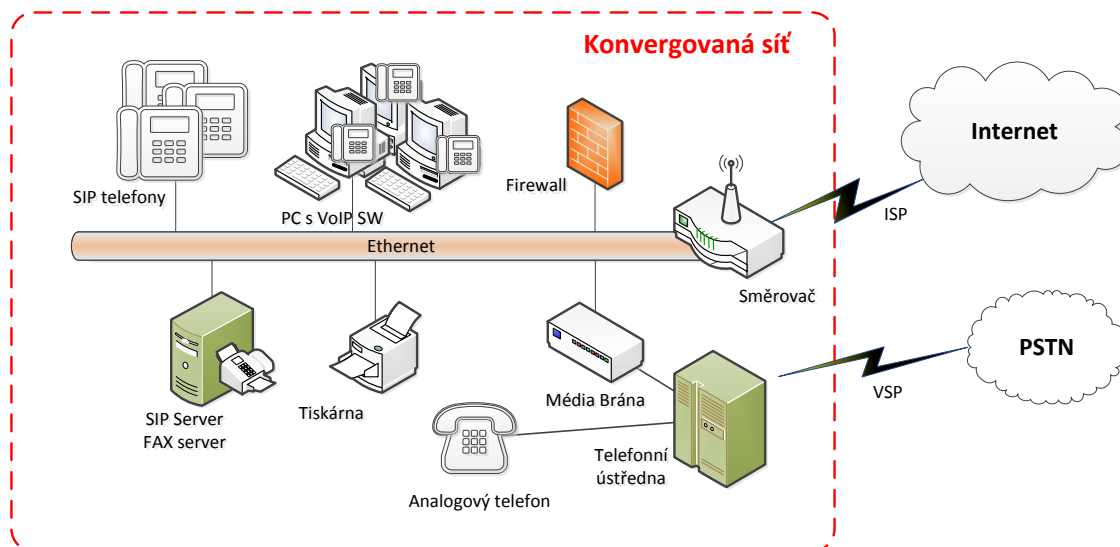 Konvergovaná síť
Internet
SIP telefony
PC s VoIP SW
Firewall
ISP
Ethernet
Směrovač
PSTN
VSP
SIP Server
FAX server
Tiskárna
Média Brána
Telefonní
ústředna
Analogový telefon